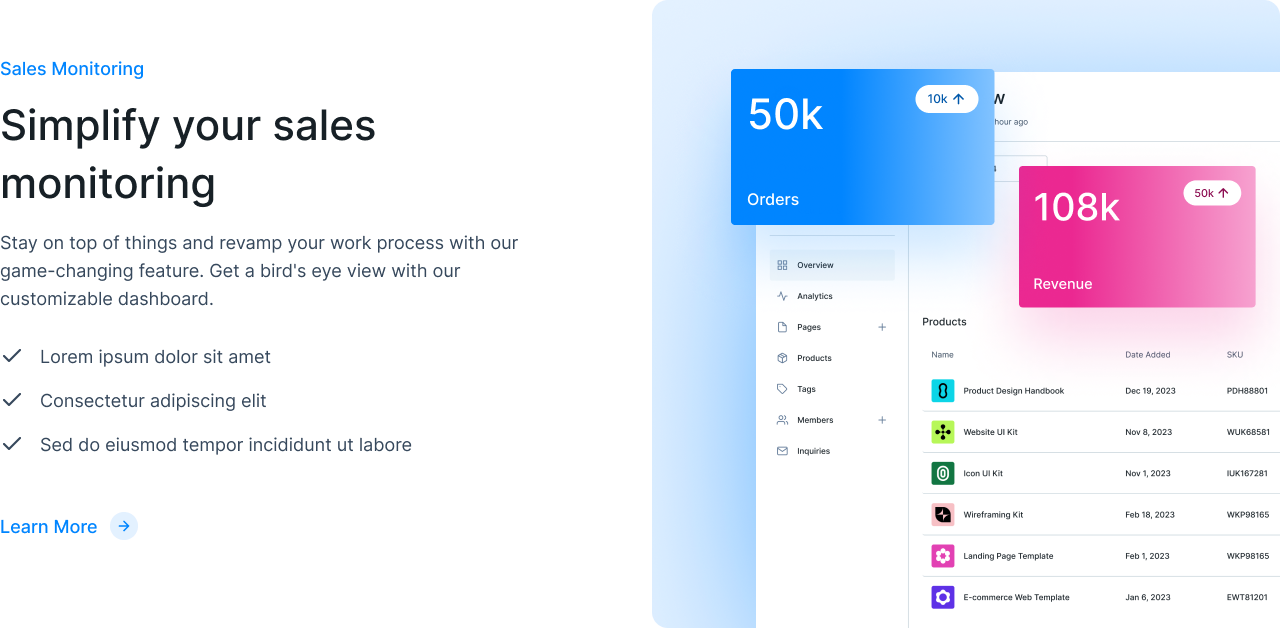 Sales Monitoring
Simplify your sales
monitoring
Stay on top of things and revamp your work process with our
game-changing feature. Get a bird's eye view with our
customizable dashboard.
Lorem ipsum dolor sit amet
Consectetur adipiscing elit
Sed do eiusmod tempor incididunt ut labore
Learn More
50k
10k
Orders
hour ago
108k
50k
Revenue
Overview
Analytics
Pages
Products
Tags
Members
Inquiries
Products
Name Date Added SKU
Product Design Handbook Dec 19, 2023 PDH88801
Website UI Kit Nov 8, 2023 WUK68581
Icon UI Kit Nov 1, 2023 IUK167281
Wireframing Kit Feb 18, 2023 WKP98165
Landing Page Template Feb 1, 2023 WKP98165
E-commerce Web Template Jan 6, 2023 EWT81201